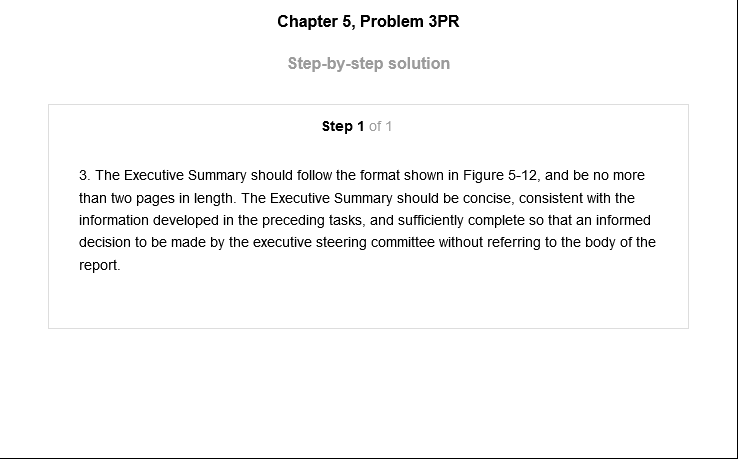 Chapter 5, Problem 3PR
Step-by-step solution
Step 1 of 1
3. The Executive Summary should follow the format shown in Figure 5-12, and be no more
than two pages in length. The Executive Summary should be concise, consistent with the
information developed in the preceding tasks, and sufficiently complete so that an informed
decision to be made by the executive steering committee without referring to the body of the
report.